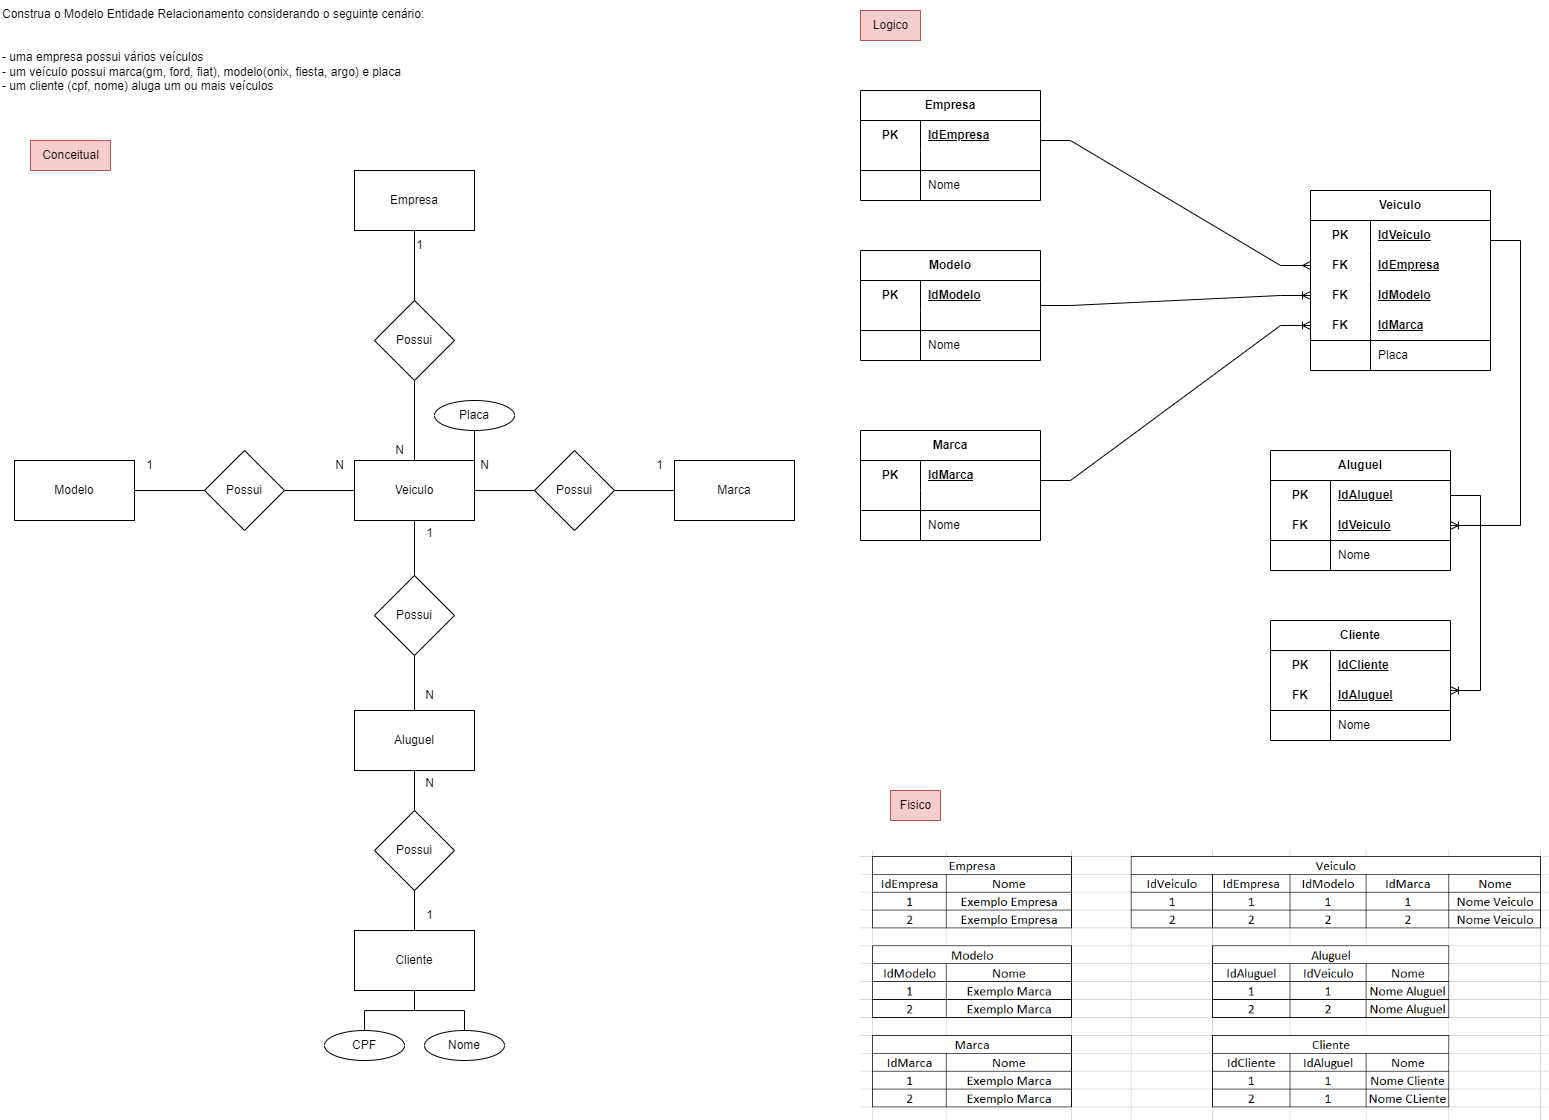 Construa o Modelo Entidade Relacionamento considerando o seguinte cenário:
- uma empresa possui vários veículos
- um veículo possui marca(gm, ford, fiat), modelo(onix, fiesta, argo) e placa
- um cliente (cpf, nome) aluga um ou mais veículos
Conceitual
Empresa
1
Possui
Placa
N
Modelo
1
Possui
N
Veiculo
N
Possui
1
Marca
1
Possui
N
Aluguel
N
Possui
1
Cliente
CPF
Nome
Logico
Empresa
PK IdEmpresa
Nome
Modelo
PK IdModelo
Nome
Marca
PK IdMarca
Nome
Veiculo
PK IdVeiculo
FK IdEmpresa
FK IdModelo
FK IdMarca
Placa
Aluguel
PK IdAluguel
FK IdVeiculo
Nome
Cliente
PK IdCliente
FK IdAluguel
Nome
Fisico
Empresa
IdEmpresa Nome
1 Exemplo Empresa
2 Exemplo Empresa
Veiculo
IdVeiculo IdEmpresa IdModelo IdMarca Nome
1 1 1 1 Nome Veiculo
2 2 2 2 Nome Veiculo
Modelo
IdModelo Nome
1 Exemplo Marca
2 Exemplo Marca
Aluguel
IdAluguel IdVeiculo Nome
1 1 Nome Aluguel
2 2 Nome Aluguel
Marca
IdMarca Nome
1 Exemplo Marca
2 Exemplo Marca
Cliente
IdCliente IdAluguel Nome
1 1 Nome Cliente
2 1 Nome CLiente